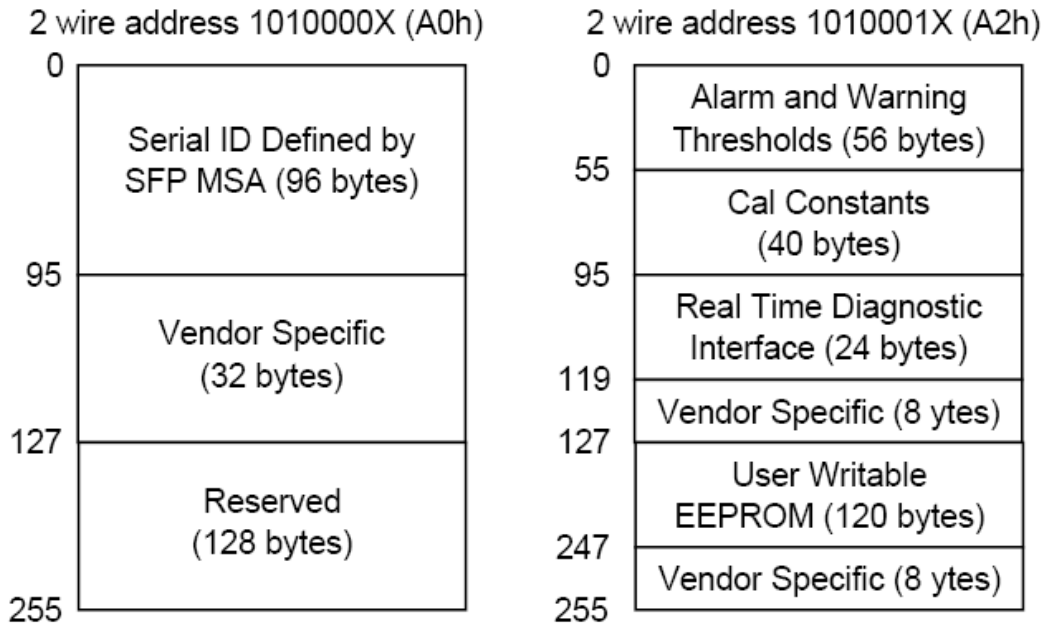 2 wire address 1010000X (A0h)
0
Serial ID Defined by
SFP MSA (96 bytes)
95
Vendor Specific
(32 bytes)
127
Reserved
(128 bytes)
255
2 wire address 1010001X (A2h)
0
Alarm and Warning
Thresholds (56 bytes)
55
Cal Constants
(40 bytes)
95
Real Time Diagnostic
Interface (24 bytes)
119
Vendor Specific (8 ytes)
127
User Writable
EEPROM (120 bytes)
247
Vendor Specific (8 ytes)
255